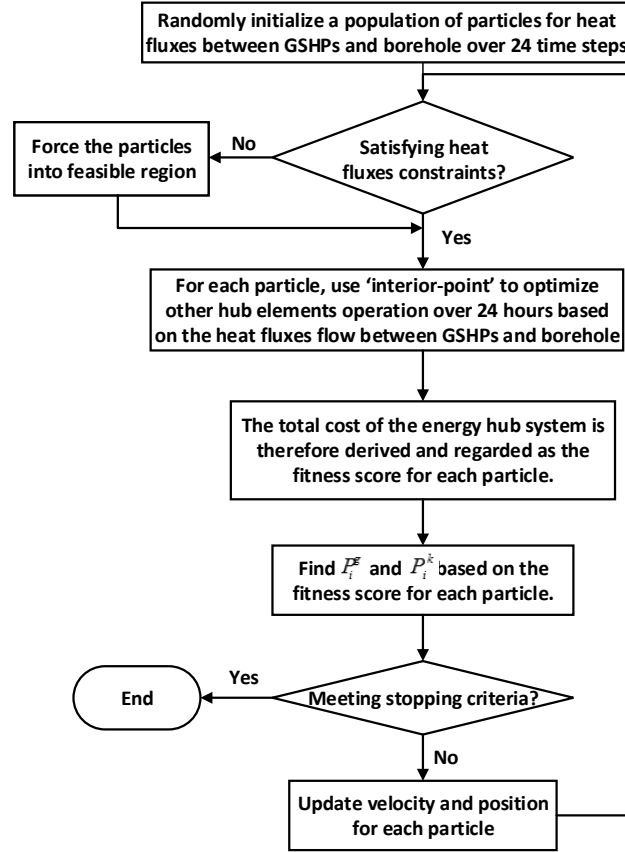 Randomly initialize a population of particles for heat
fluxes between GSHPs and borehole over 24 time steps
No
Force the particles
into feasible region
Satisfying heat
fluxes constraints?
Yes
For each particle, use ‘interior-point’ to optimize
other hub elements operation over 24 hours based
on the heat fluxes flow between GSHPs and borehole
The total cost of the energy hub system is
therefore derived and regarded as the
fitness score for each particle.
Find P_i^g and P_i^k based on the
fitness score for each particle.
Yes
End
Meeting stopping criteria?
No
Update velocity and position
for each particle